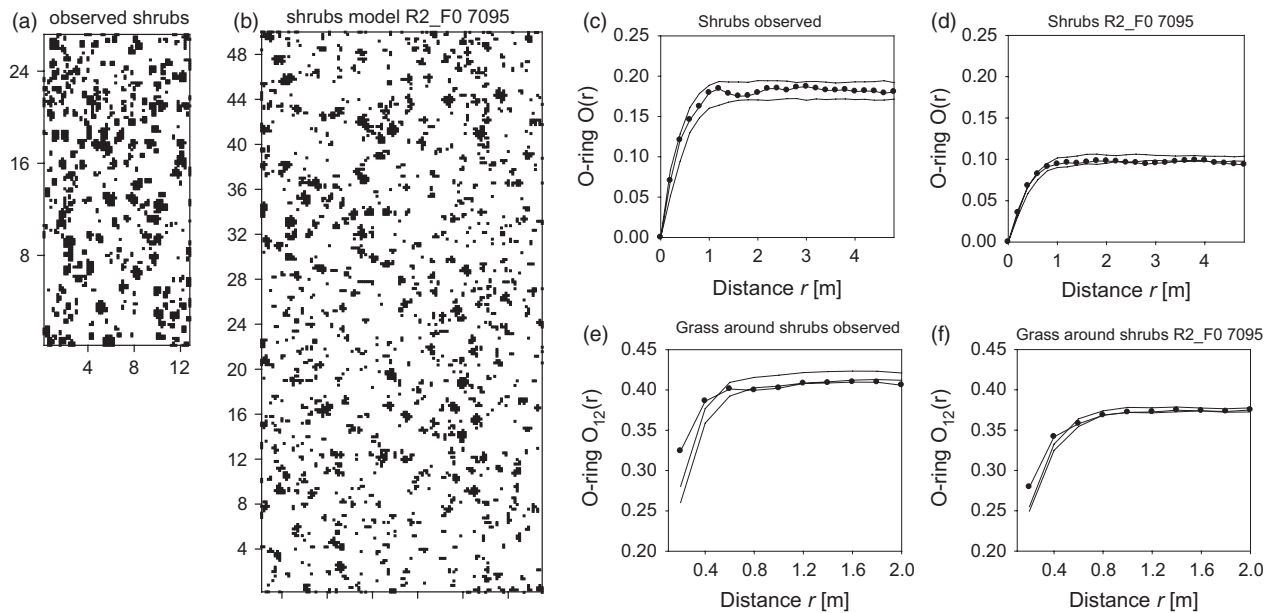 (a) observed shrubs
24
16
8
4 8 12
(b) shrubs model R2_F0 7095
48
44
40
36
32
28
24
20
16
12
8
4
(c) Shrubs observed
O-ring O(r)
0.25
0.20
0.15
0.10
0.05
0.00
0 1 2 3 4
Distance r [m]
(d) Shrubs R2_F0 7095
O-ring O(r)
0.25
0.20
0.15
0.10
0.05
0.00
0 1 2 3 4
Distance r [m]
(e) Grass around shrubs observed
O-ring O12(r)
0.45
0.40
0.35
0.30
0.25
0.20
0.4 0.8 1.2 1.6 2.0
Distance r [m]
(f) Grass around shrubs R2_F0 7095
O-ring O12(r)
0.45
0.40
0.35
0.30
0.25
0.20
0.4 0.8 1.2 1.6 2.0
Distance r [m]